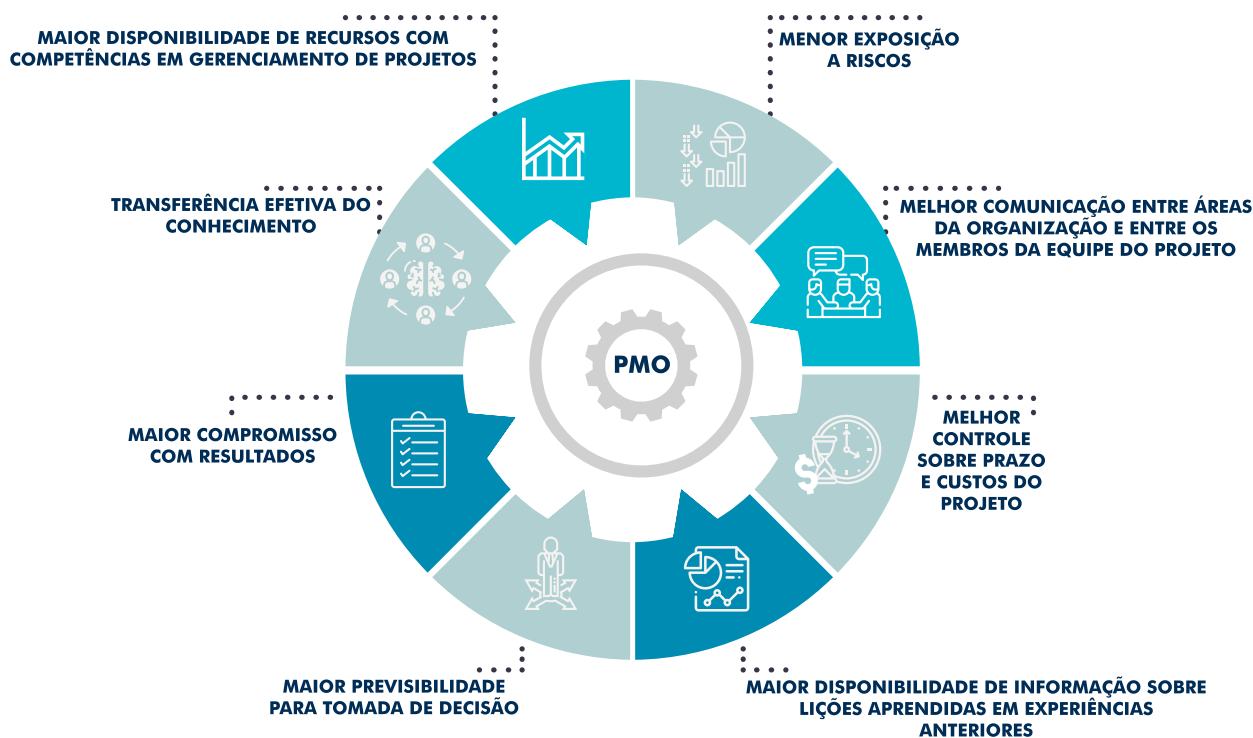 MAIOR DISPONIBILIDADE DE RECURSOS COM
COMPETÊNCIAS EM GERENCIAMENTO DE PROJETOS
MENOR EXPOSIÇÃO
A RISCOS
TRANSFERÊNCIA EFETIVA DO
CONHECIMENTO
MELHOR COMUNICAÇÃO ENTRE ÁREAS
DA ORGANIZAÇÃO E ENTRE OS
MEMBROS DA EQUIPE DO PROJETO
PMO
MAIOR COMPROMISSO
COM RESULTADOS
MELHOR
CONTROLE
SOBRE PRAZO
E CUSTOS DO
PROJETO
MAIOR PREVISIBILIDADE
PARA TOMADA DE DECISÃO
MAIOR DISPONIBILIDADE DE INFORMAÇÃO SOBRE
LIÇÕES APRENDIDAS EM EXPERIÊNCIAS
ANTERIORES